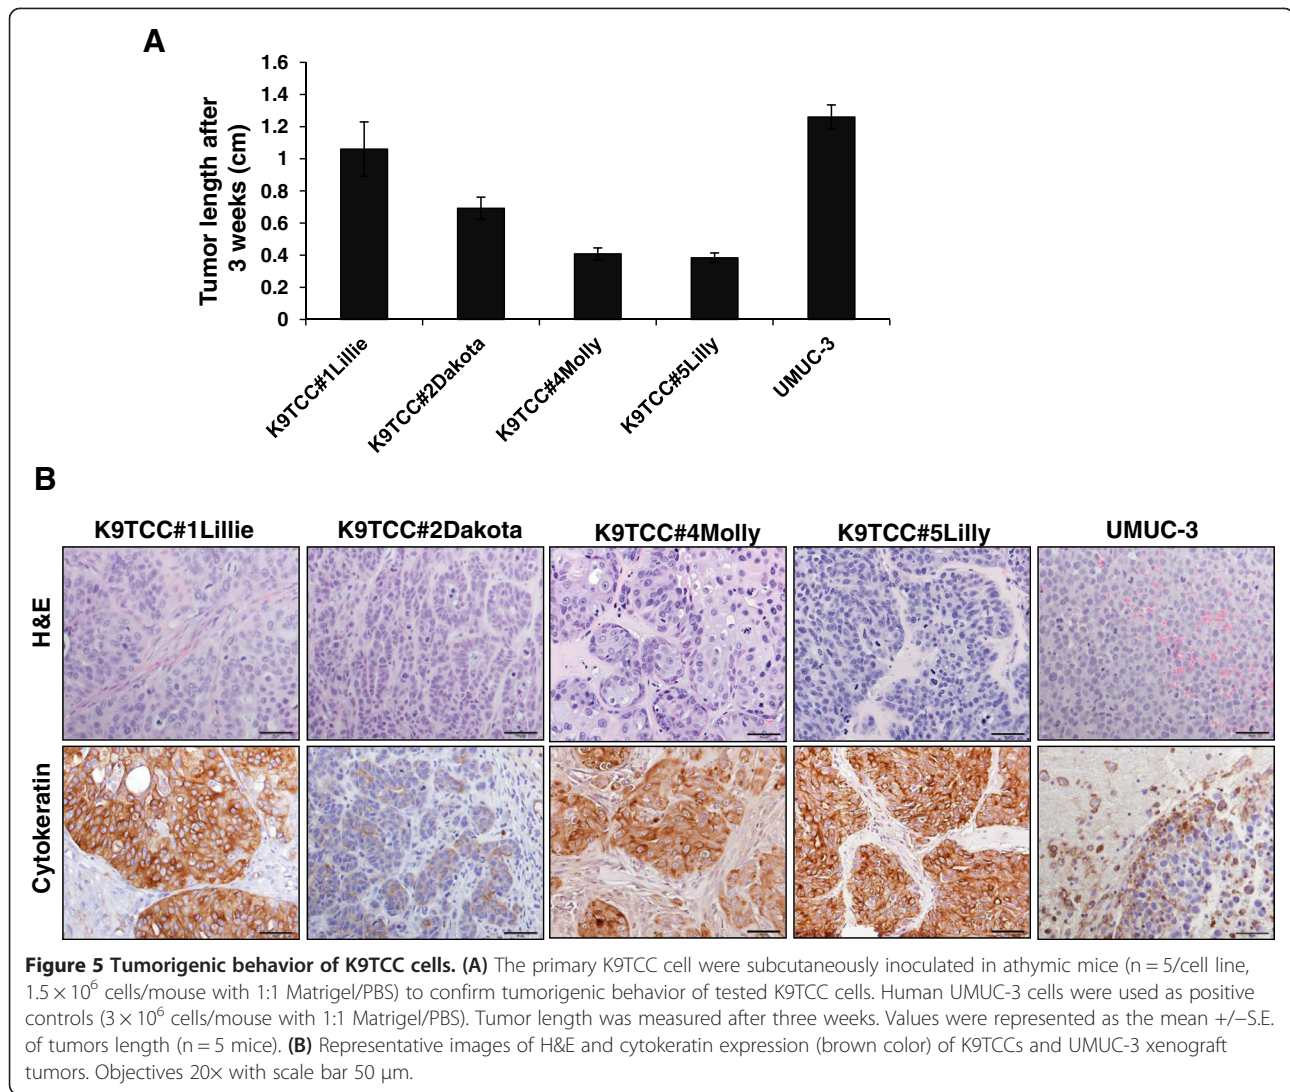 A
Tumor length after
3 weeks (cm)
1.6
1.4
1.2
1
0.8
0.6
0.4
0.2
0
K9TCC#1Lillie
K9TCC#2Dakota
K9TCC#4Molly
K9TCC#5Lilly
UMUC-3
B
K9TCC#1Lillie K9TCC#2Dakota K9TCC#4Molly K9TCC#5Lilly UMUC-3
H&E
Cytokeratin
Figure 5 Tumorigenic behavior of K9TCC cells. (A) The primary K9TCC cell were subcutaneously inoculated in athymic mice (n = 5/cell line,
1.5 × 10⁶ cells/mouse with 1:1 Matrigel/PBS) to confirm tumorigenic behavior of tested K9TCC cells. Human UMUC-3 cells were used as positive
controls (3 × 10⁶ cells/mouse with 1:1 Matrigel/PBS). Tumor length was measured after three weeks. Values were represented as the mean +/−S.E.
of tumors length (n = 5 mice). (B) Representative images of H&E and cytokeratin expression (brown color) of K9TCCs and UMUC-3 xenograft
tumors. Objectives 20× with scale bar 50 μm.